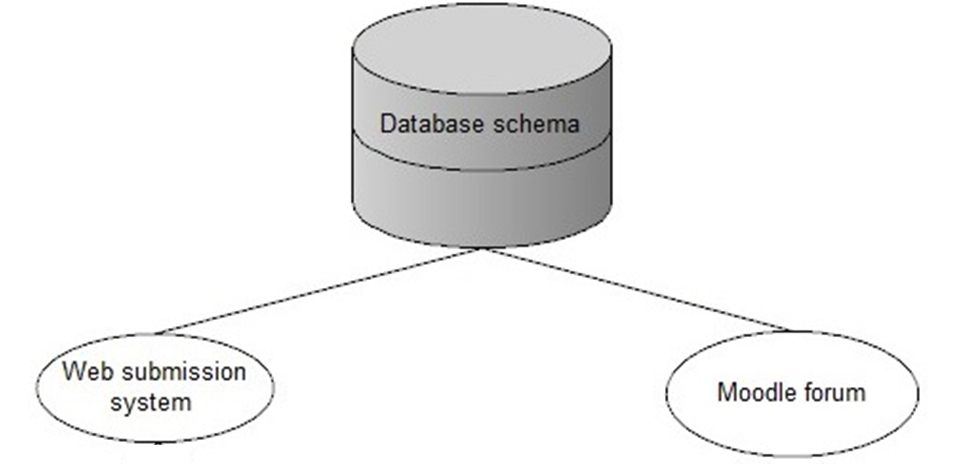 Database schema
Web submission
system
Moodle forum